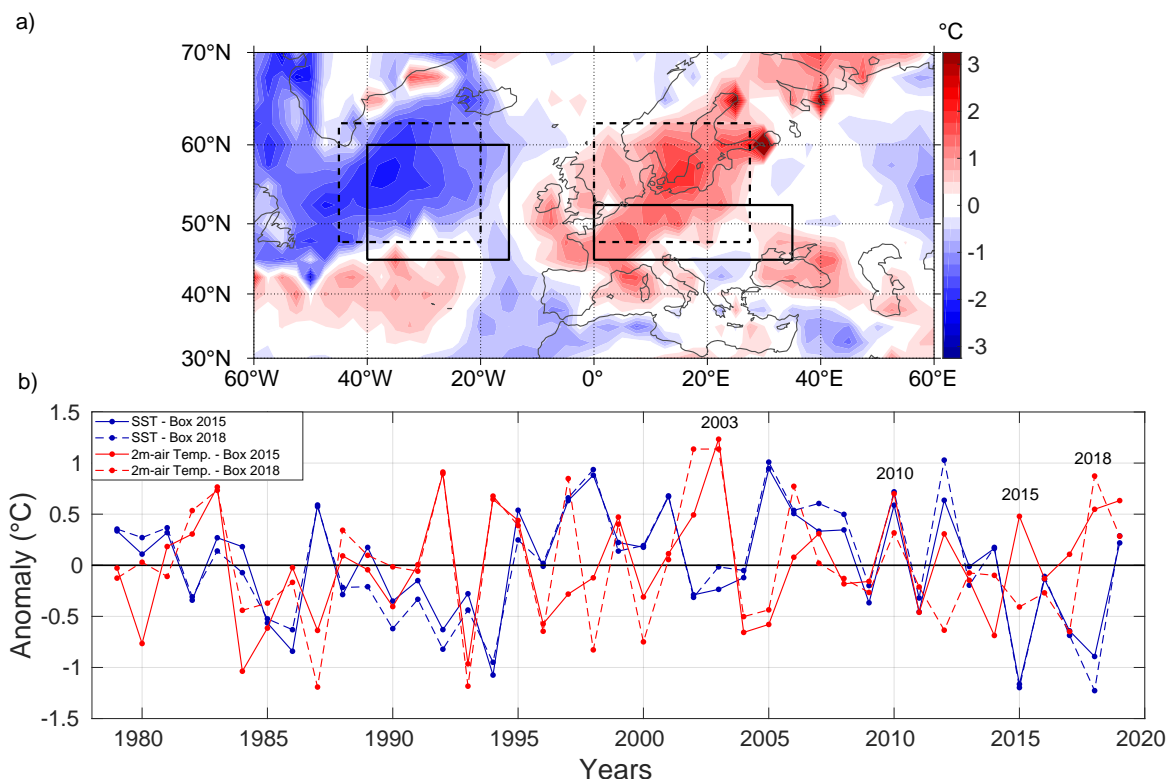 a)
°C
70°N
60°N
50°N
40°N
30°N
60°W
40°W
20°W
0°
20°E
40°E
60°E
3
2
1
0
-1
-2
-3
b)
1.5
1
0.5
0
-0.5
-1
-1.5
Anomaly (°C)
SST - Box 2015
SST - Box 2018
2m-air Temp. - Box 2015
2m-air Temp. - Box 2018
2003
2010
2015
2018
1980
1985
1990
1995
2000
2005
2010
2015
2020
Years